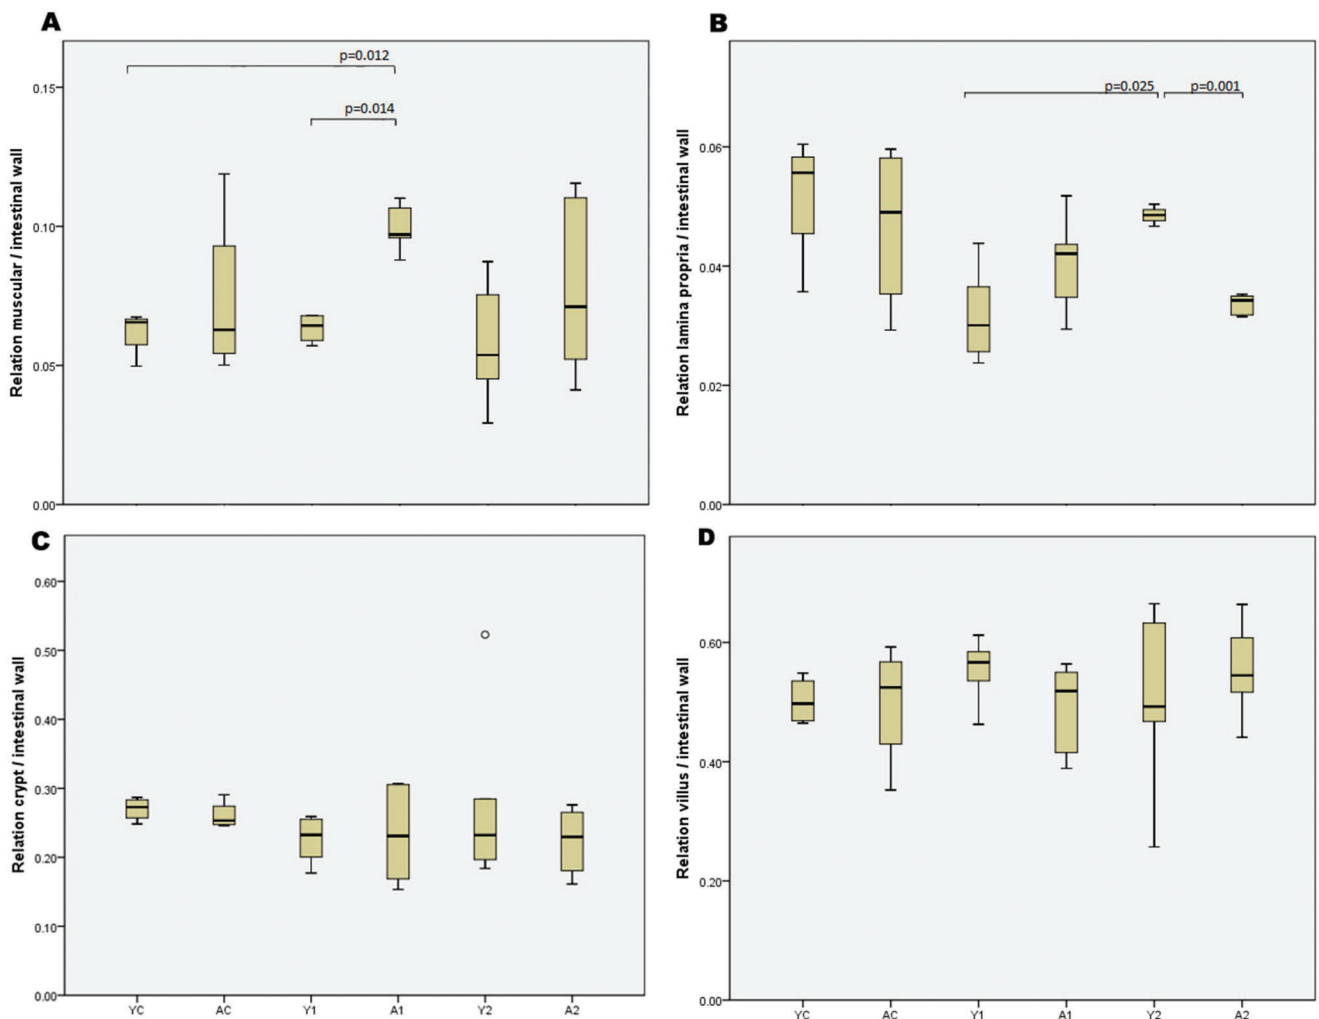 A
p=0.012
p=0.014
0.15
0.10
0.05
0.00
Relation muscular / intestinal wall
B
p=0.025
p=0.001
0.06
0.04
0.02
0.00
Relation lamina propria / intestinal wall
C
0.60
0.50
0.40
0.30
0.20
0.10
0.00
Relation crypt / intestinal wall
YC AC Y1 A1 Y2 A2
D
0.60
0.40
0.20
0.00
Relation villus / intestinal wall
YC AC Y1 A1 Y2 A2